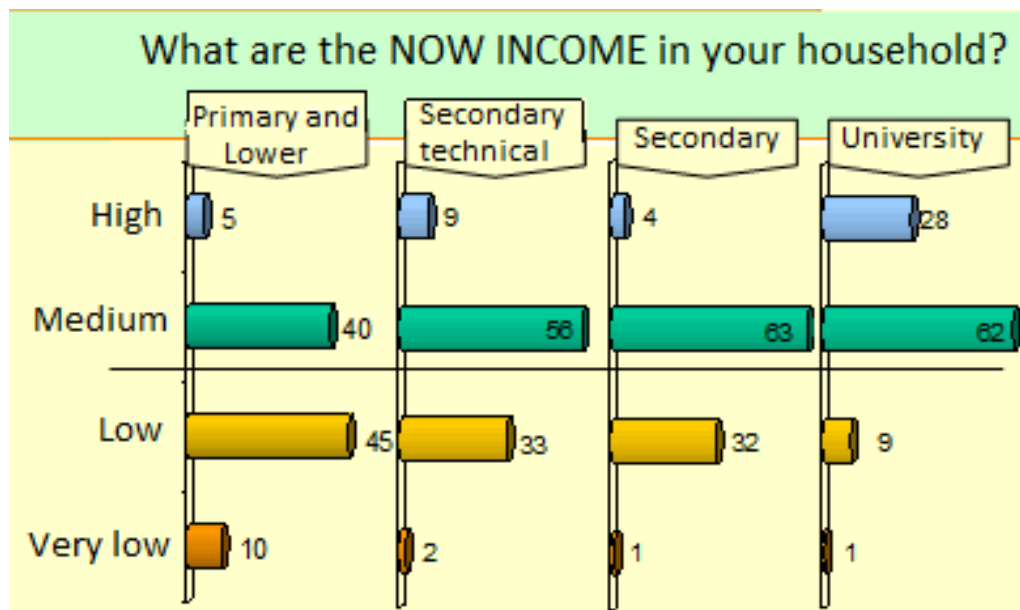 What are the NOW INCOME in your household?
Primary and
Lower
Secondary
technical
Secondary
University
High 5 9 4 28
Medium 40 56 63 62
Low 45 33 32 9
Very low 10 2 1 1